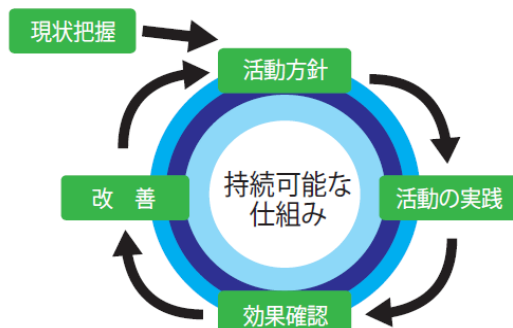 現状把握
活動方針
持続可能な
仕組み
改　善
活動の実践
効果確認